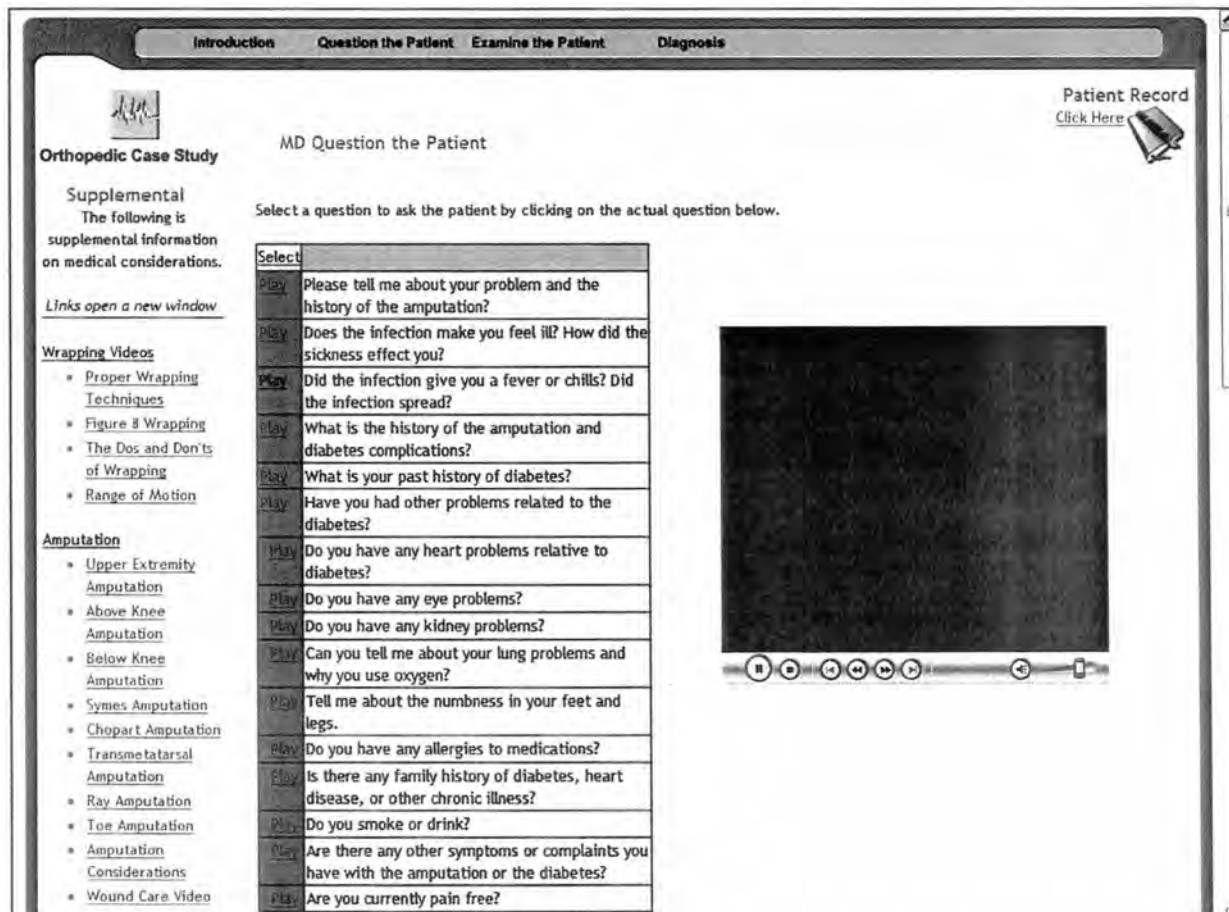 Introduction Question the Patient Examine the Patient Diagnosis
Patient Record
Click Here
Orthopedic Case Study
MD Question the Patient
Supplemental
The following is
supplemental information
on medical considerations.
Links open a new window
Wrapping Videos
Proper Wrapping
Techniques
Figure 8 Wrapping
The Dos and Don'ts
of Wrapping
Range of Motion
Amputation
Upper Extremity
Amputation
Above Knee
Amputation
Below Knee
Amputation
Symes Amputation
Chopart Amputation
Transmetatarsal
Amputation
Ray Amputation
Toe Amputation
Amputation
Considerations
Wound Care Video
Select a question to ask the patient by clicking on the actual question below.
Select
Play Please tell me about your problem and the
history of the amputation?
Play Does the infection make you feel ill? How did the
sickness effect you?
Play Did the infection give you a fever or chills? Did
the infection spread?
Play What is the history of the amputation and
diabetes complications?
Play What is your past history of diabetes?
Play Have you had other problems related to the
diabetes?
Play Do you have any heart problems relative to
diabetes?
Play Do you have any eye problems?
Play Do you have any kidney problems?
Play Can you tell me about your lung problems and
why you use oxygen?
Play Tell me about the numbness in your feet and
legs.
Play Do you have any allergies to medications?
Play Is there any family history of diabetes, heart
disease, or other chronic illness?
Play Do you smoke or drink?
Play Are there any other symptoms or complaints you
have with the amputation or the diabetes?
Play Are you currently pain free?